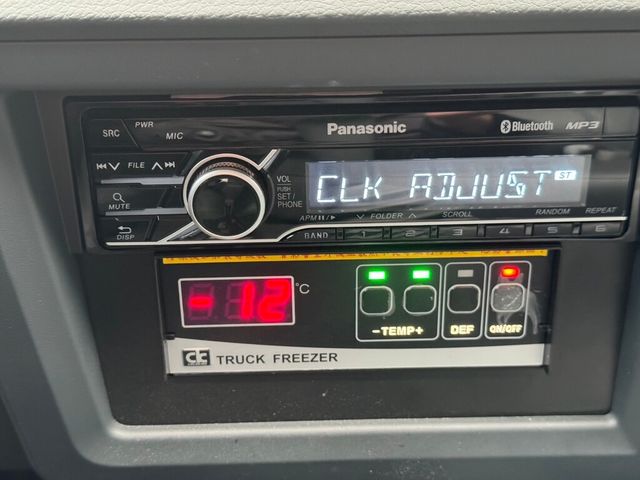 SRC PWR MIC Panasonic Bluetooth MP3
FILE VOL
MUTE PUSH SET/PHONE CLK ADJUST ST
APM FOLDER SCROLL RANDOM REPEAT
DISP BAND 1 2 3 4 5 6
-12 °C
-TEMP+ DEF ON/OFF
TRUCK FREEZER